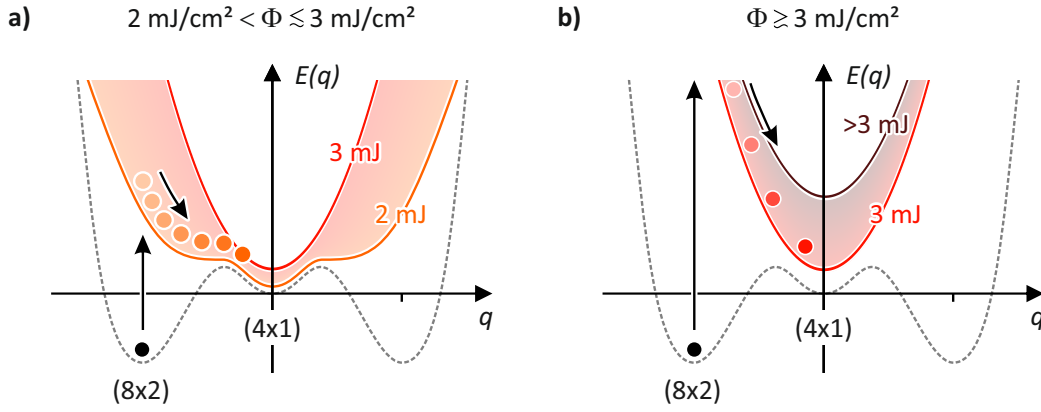 a)
2 mJ/cm² < Φ ≲ 3 mJ/cm²
E(q)
3 mJ
2 mJ
q
(4x1)
(8x2)
b)
Φ ≳ 3 mJ/cm²
E(q)
>3 mJ
3 mJ
q
(4x1)
(8x2)